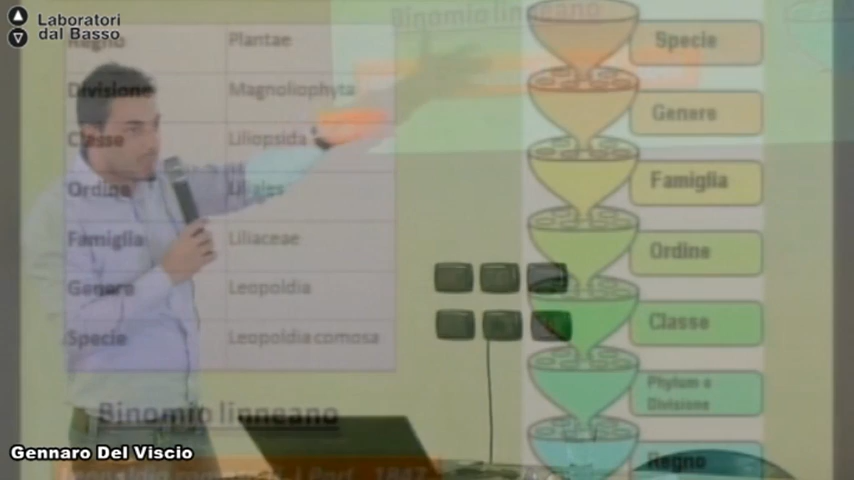 Laboratori
dal Basso
Binomio linneano
Regno Plantae
Divisione Magnoliophyta
Classe Liliopsida
Ordine Liliales
Famiglia Liliaceae
Genere Leopoldia
Specie Leopoldia comosa
Binomio linneano
Specie
Genere
Famiglia
Ordine
Classe
Phylum o
Divisione
Regno
Gennaro Del Viscio